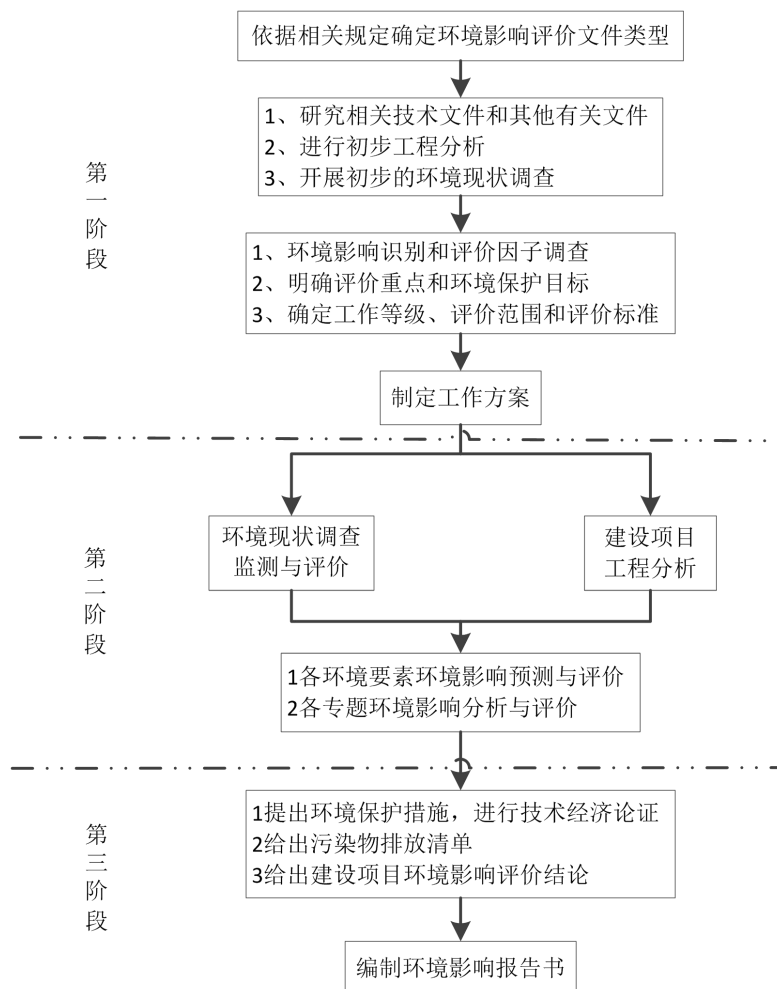 依据相关规定确定环境影响评价文件类型
1、研究相关技术文件和其他有关文件
2、进行初步工程分析
3、开展初步的环境现状调查
第一阶段
1、环境影响识别和评价因子调查
2、明确评价重点和环境保护目标
3、确定工作等级、评价范围和评价标准
制定工作方案
环境现状调查
监测与评价
建设项目
工程分析
第二阶段
1各环境要素环境影响预测与评价
2各专题环境影响分析与评价
1提出环境保护措施，进行技术经济论证
2给出污染物排放清单
3给出建设项目环境影响评价结论
第三阶段
编制环境影响报告书